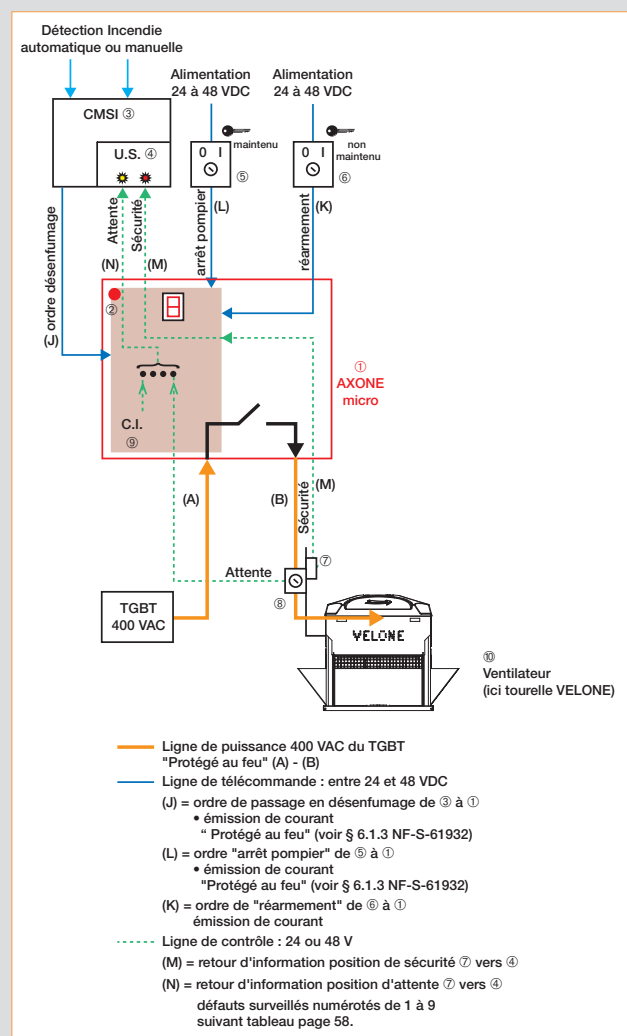 Détection Incendie
automatique ou manuelle
Alimentation
24 à 48 VDC
Alimentation
24 à 48 VDC
CMSI ③
U.S. ④
0 I
maintenu
⑤
0 I
non
maintenu
⑥
Attente
Sécurité
(N)
(M)
(L)
arrêt pompier
(K)
réarmement
(J) ordre désenfumage
②
①
AXONE
micro
C.I.
⑨
(A)
(B)
Sécurité
(M)
Attente
⑦
⑧
TGBT
400 VAC
VELONE
⑩
Ventilateur
(ici tourelle VELONE)
Ligne de puissance 400 VAC du TGBT
"Protégé au feu" (A) - (B)
Ligne de télécommande : entre 24 et 48 VDC
(J) = ordre de passage en désenfumage de ③ à ①
• émission de courant
“ Protégé au feu" (voir § 6.1.3 NF-S-61932)
(L) = ordre "arrêt pompier" de ⑤ à ①
• émission de courant
"Protégé au feu" (voir § 6.1.3 NF-S-61932)
(K) = ordre de "réarmement" de ⑥ à ①
émission de courant
Ligne de contrôle : 24 ou 48 V
(M) = retour d'information position de sécurité ⑦ vers ④
(N) = retour d'information position d'attente ⑦ vers ④
défauts surveillés numérotés de 1 à 9
suivant tableau page 58.